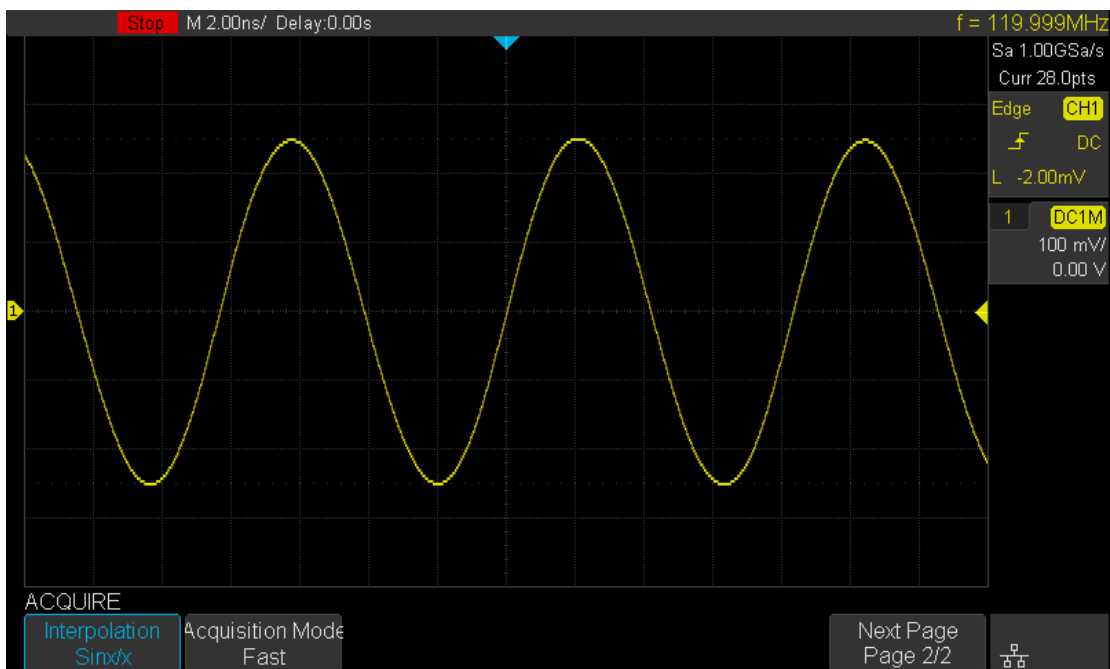 Stop M 2.00ns/ Delay:0.00s f = 119.999MHz
Sa 1.00GSa/s
Curr 28.0pts
Edge CH1
DC
L -2.00mV
1 DC1M
100 mV/
0.00 V
1
ACQUIRE
Interpolation
Sinx/x
Acquisition Mode
Fast
Next Page
Page 2/2